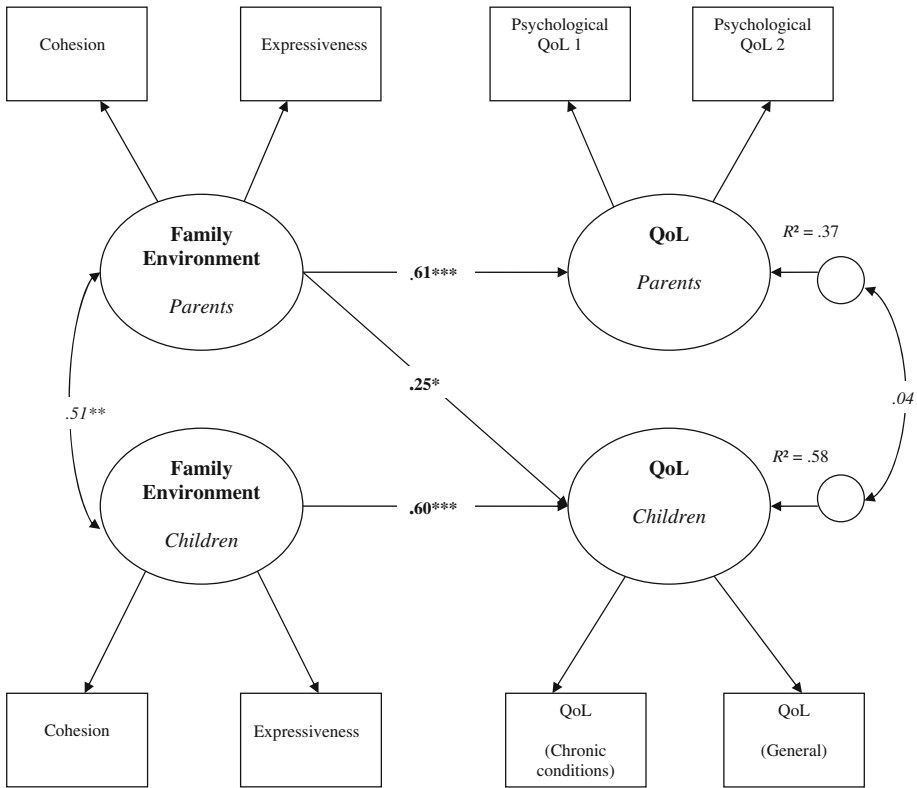 Cohesion
Expressiveness
Psychological
QoL 1
Psychological
QoL 2
Family
Environment
Parents
QoL
Parents
R² = .37
.61***
.25*
.51**
.04
Family
Environment
Children
QoL
Children
R² = .58
.60***
Cohesion
Expressiveness
QoL
(Chronic
conditions)
QoL
(General)